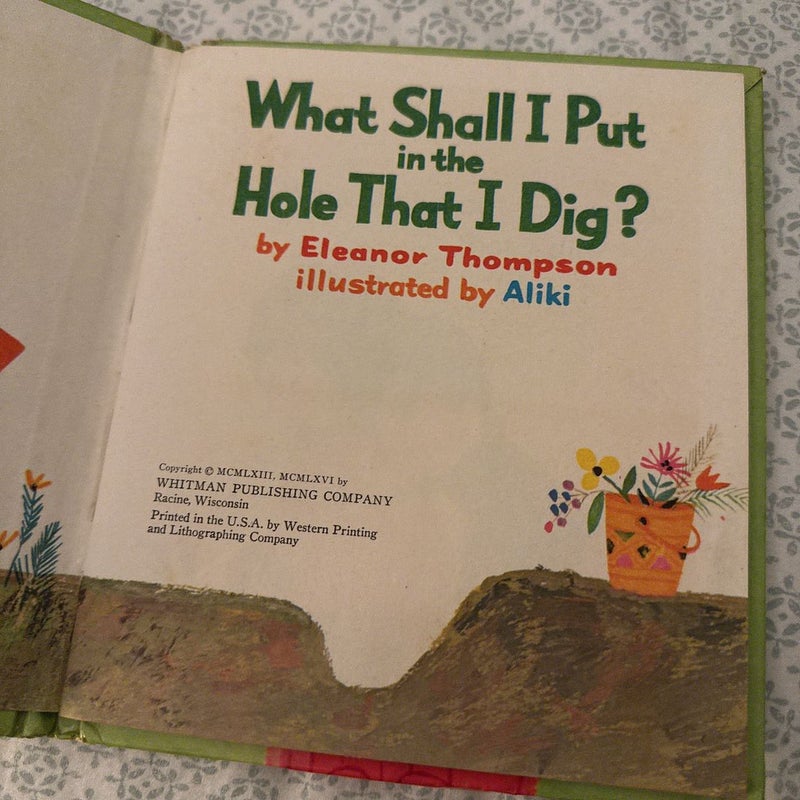 What Shall I Put
in the
Hole That I Dig?
by Eleanor Thompson
illustrated by Aliki
Copyright © MCMLXIII, MCMLXVI by
WHITMAN PUBLISHING COMPANY
Racine, Wisconsin
Printed in the U.S.A. by Western Printing
and Lithographing Company